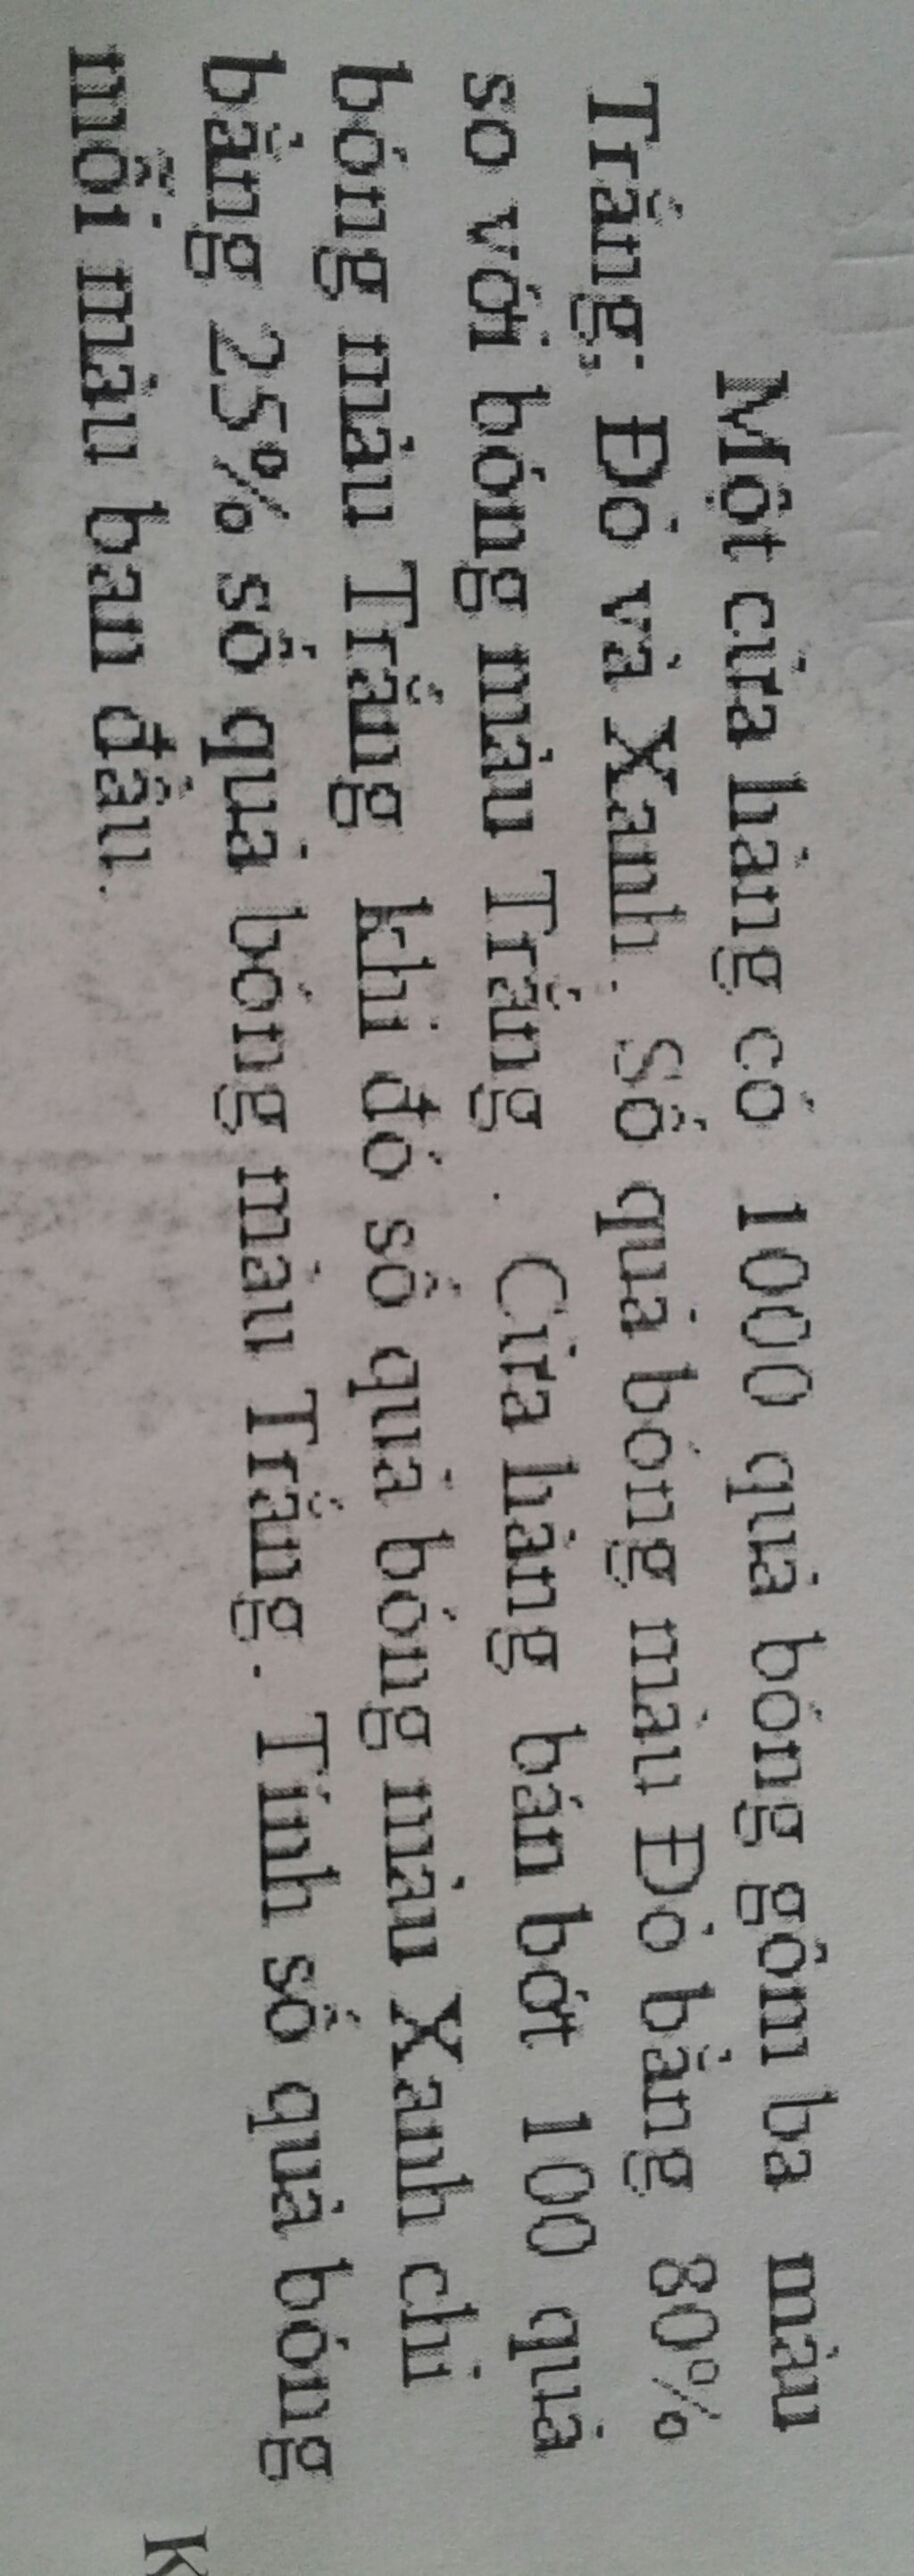 Một cửa hàng có 1000 quả bóng gồm ba màu
Trắng; Đỏ và Xanh. Số quả bóng màu Đỏ bằng 80%
so với bóng màu Trắng . Cửa hàng bán bớt 100 quả
bóng màu Trắng khi đó số quả bóng màu Xanh chỉ
bằng 25% số quả bóng màu Trắng. Tính số quả bóng
mỗi màu ban đầu.
K